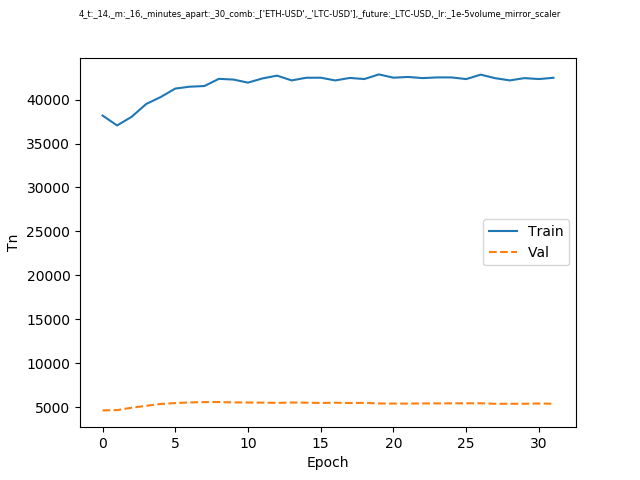 4_t:_14,_m:_16,_minutes_apart:_30_comb:_['ETH-USD',_'LTC-USD'],_future:_LTC-USD,_lr:_1e-5volume_mirror_scaler
40000
35000
30000
25000
20000
15000
10000
5000
Tn
Train
Val
0 5 10 15 20 25 30
Epoch